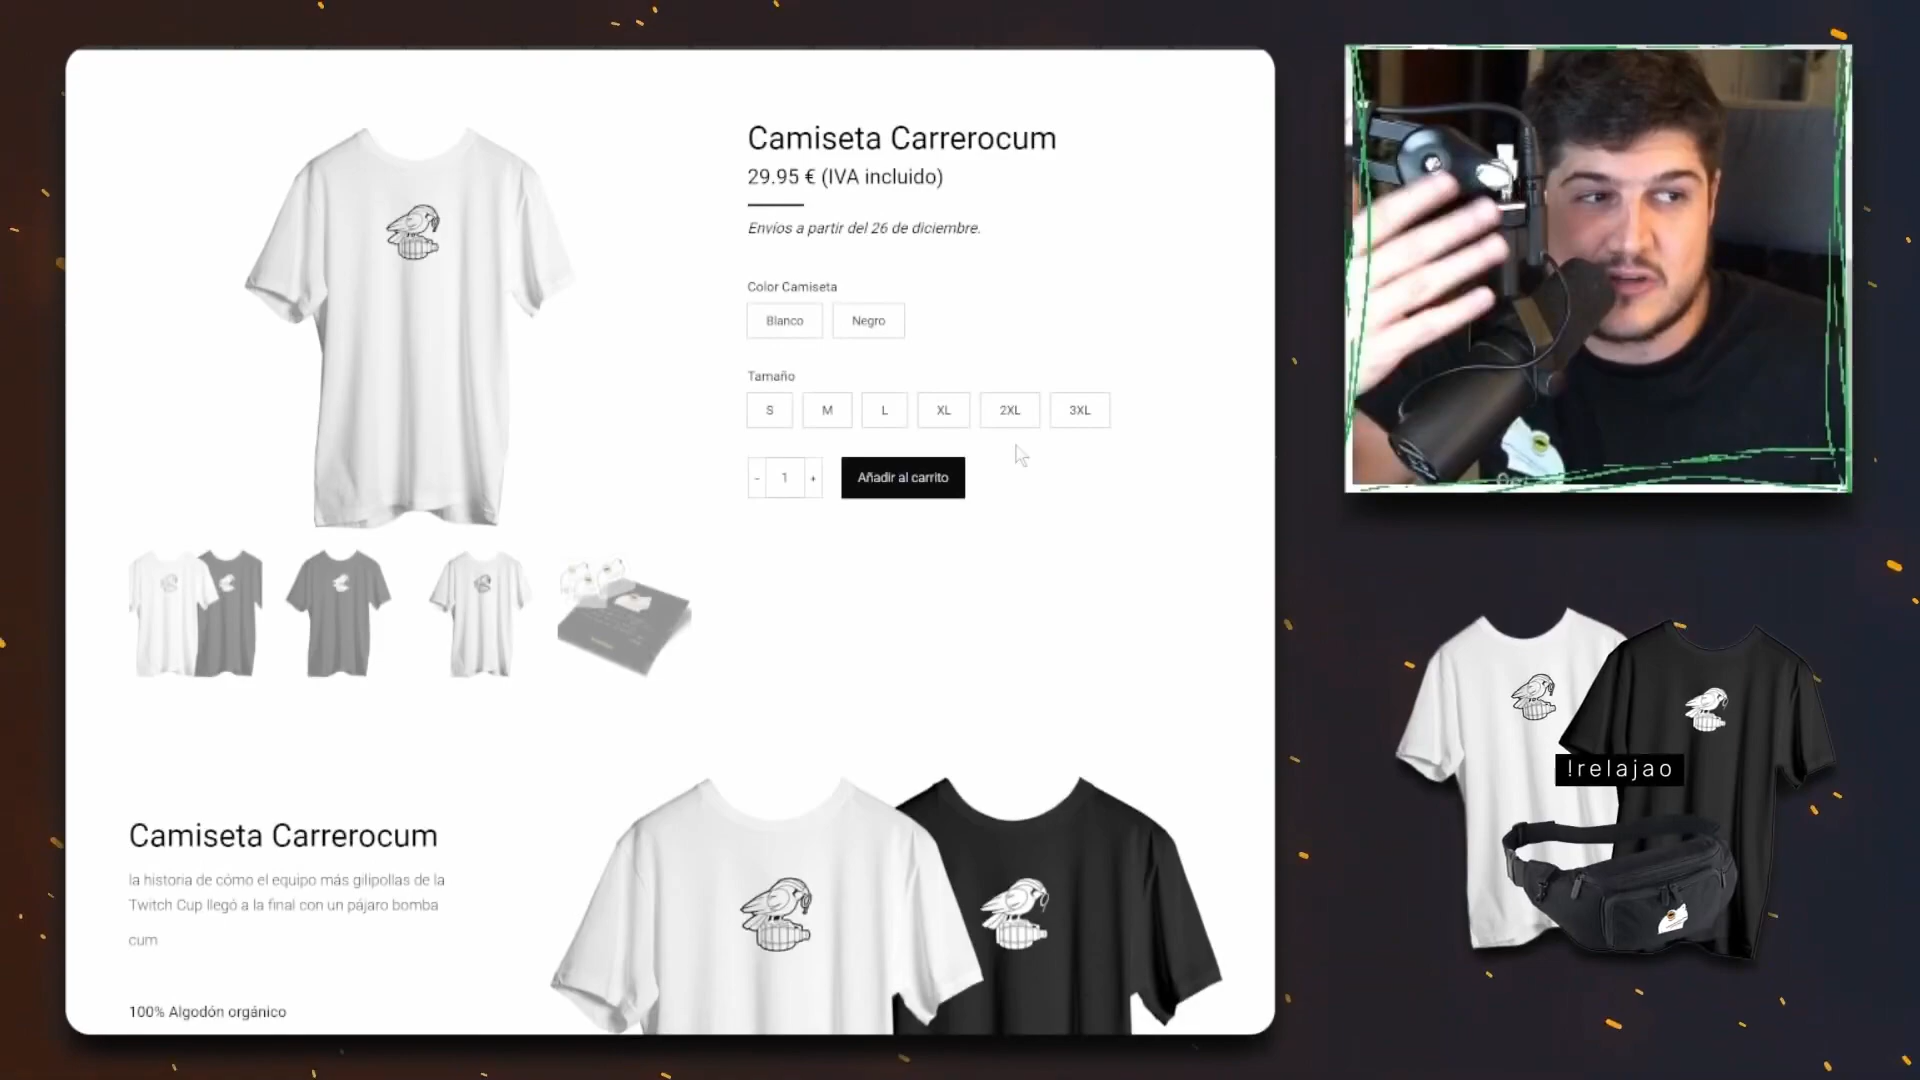 Camiseta Carrerocum
29.95 € (IVA incluido)
Envíos a partir del 26 de diciembre.
Color Camiseta
Blanco Negro
Tamaño
S M L XL 2XL 3XL
- 1 + Añadir al carrito
Camiseta Carrerocum
la historia de cómo el equipo más gilipollas de la
Twitch Cup llegó a la final con un pájaro bomba
cum
100% Algodón orgánico
!relajao